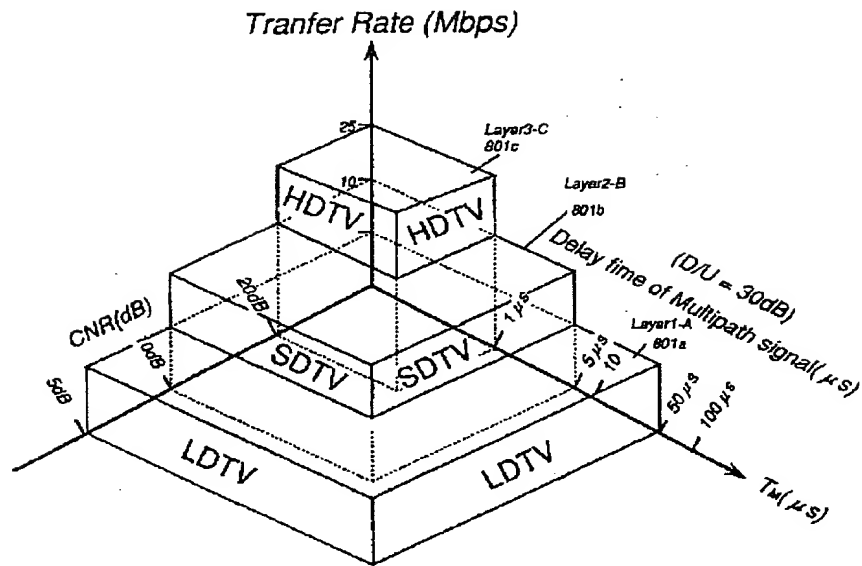 Tranfer Rate (Mbps)
25
Layer3-C
801c
10
HDTV
HDTV
Layer2-B
801b
(D/U = 30dB)
Delay time of Multipath signal(μs)
CNR(dB)
20dB
1μs
Layer1-A
801a
SDTV
SDTV
10dB
5μs
10
5dB
50μs
100μs
LDTV
LDTV
TM(μs)